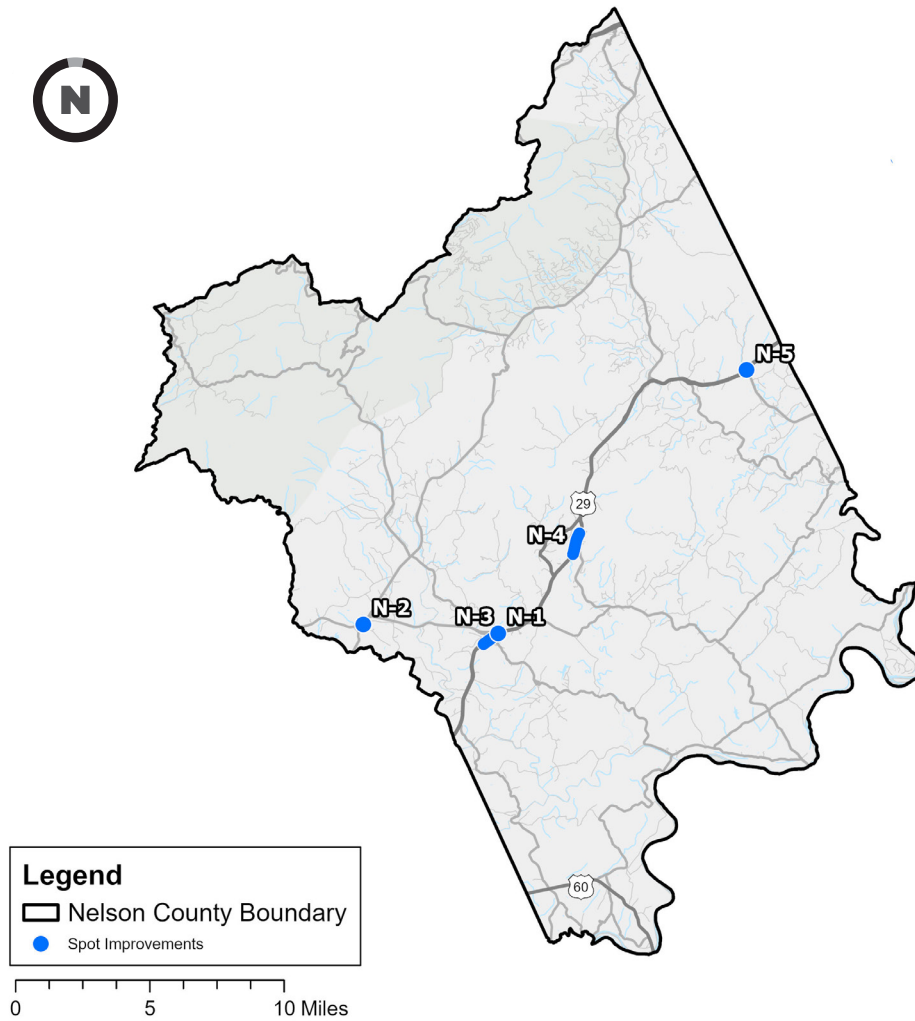 N
N-5
29
N-4
N-2
N-3 N-1
60
Legend
Nelson County Boundary
Spot Improvements
0 5 10 Miles